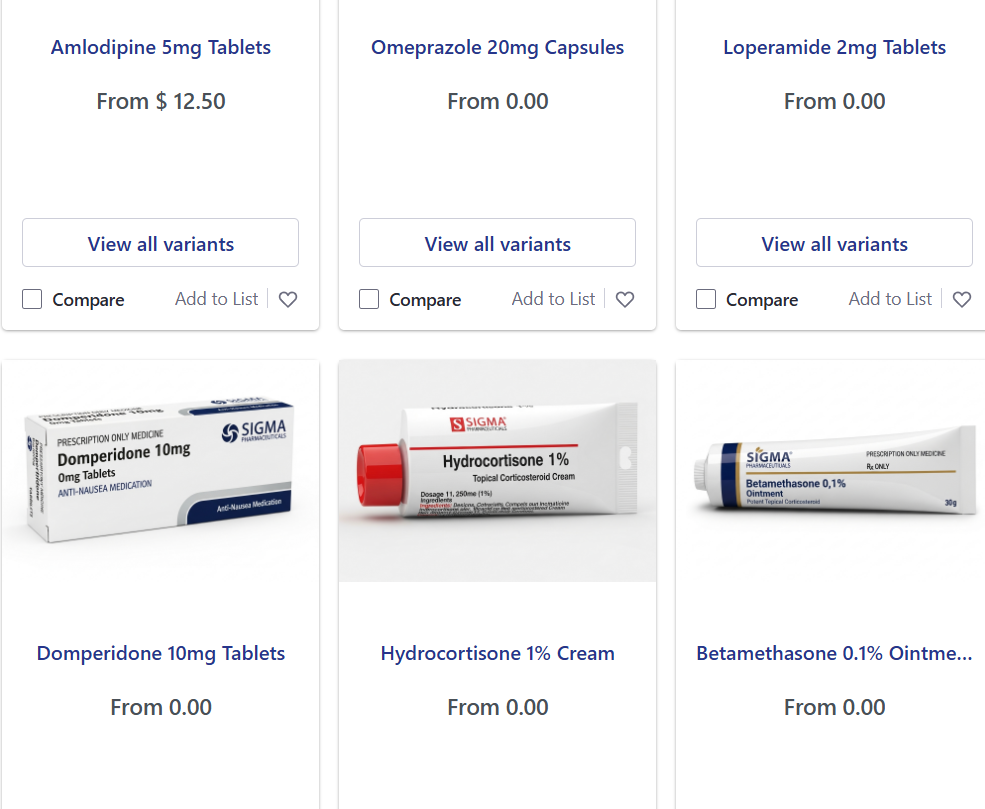 Amlodipine 5mg Tablets
Omeprazole 20mg Capsules
Loperamide 2mg Tablets
From $ 12.50
From 0.00
From 0.00
View all variants
View all variants
View all variants
Compare
Add to List
Compare
Add to List
Compare
Add to List
PRESCRIPTION ONLY MEDICINE
Domperidone 10mg
0mg Tablets
ANTI-NAUSEA MEDICATION
SIGMA
PHARMACEUTICALS
Anti-Nausea Medication
SIGMA
Hydrocortisone 1%
Topical Corticosteroid Cream
Dosage 11, 250me (1%)
SIGMA
PRESCRIPTION ONLY MEDICINE
Rx ONLY
Betamethasone 0,1%
Ointment
Potent Topical Corticosteroid
30g
Domperidone 10mg Tablets
Hydrocortisone 1% Cream
Betamethasone 0.1% Ointme...
From 0.00
From 0.00
From 0.00